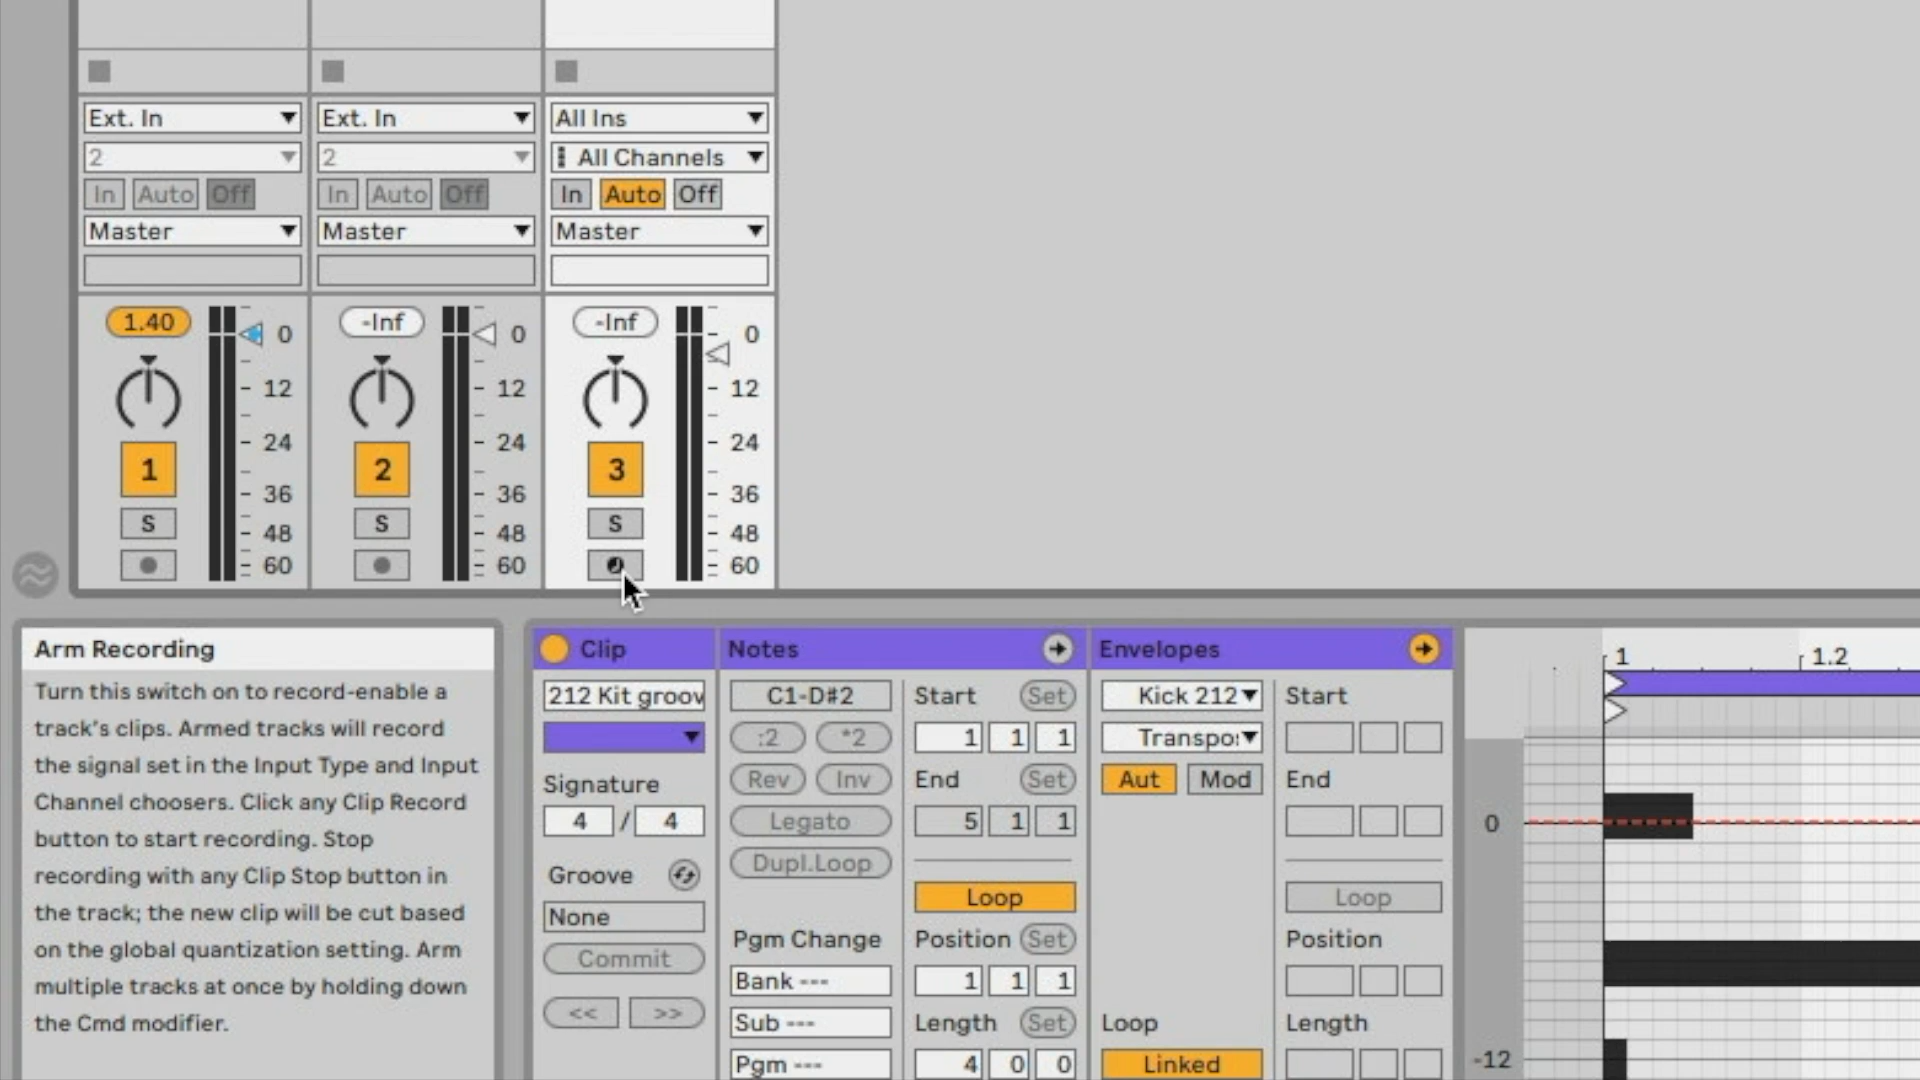 Ext. In
Ext. In
All Ins
2
2
All Channels
In Auto Off
In Auto Off
In Auto Off
Master
Master
Master
1.40
0
12
24
36
48
60
1
S
-Inf
0
12
24
36
48
60
2
S
-Inf
0
12
24
36
48
60
3
S
Arm Recording
Turn this switch on to record-enable a
track's clips. Armed tracks will record
the signal set in the Input Type and Input
Channel choosers. Click any Clip Record
button to start recording. Stop
recording with any Clip Stop button in
the track; the new clip will be cut based
on the global quantization setting. Arm
multiple tracks at once by holding down
the Cmd modifier.
Clip
212 Kit groov
Signature
4 / 4
Groove
None
Commit
<< >>
Notes
C1-D#2
:2 *2
Rev Inv
Legato
Dupl.Loop
Pgm Change
Bank ---
Sub ---
Pgm ---
Start Set
1 1 1
End Set
5 1 1
Loop
Position Set
1 1 1
Length Set
4 0 0
Envelopes
Kick 212
Transpo
Aut Mod
Loop
Linked
Start
End
Loop
Position
Length
1 1.2
0
-12